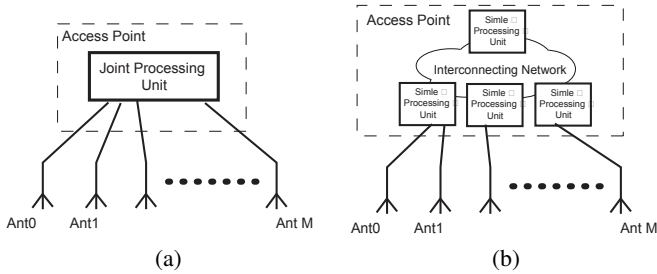 Access Point
Joint Processing
Unit
Ant0
Ant1
Ant M
(a)
Access Point
Simle □
Processing □
Unit
Interconnecting Network
Simle □
Processing □
Unit
Simle □
Processing □
Unit
Simle □
Processing □
Unit
Ant0
Ant1
Ant M
(b)